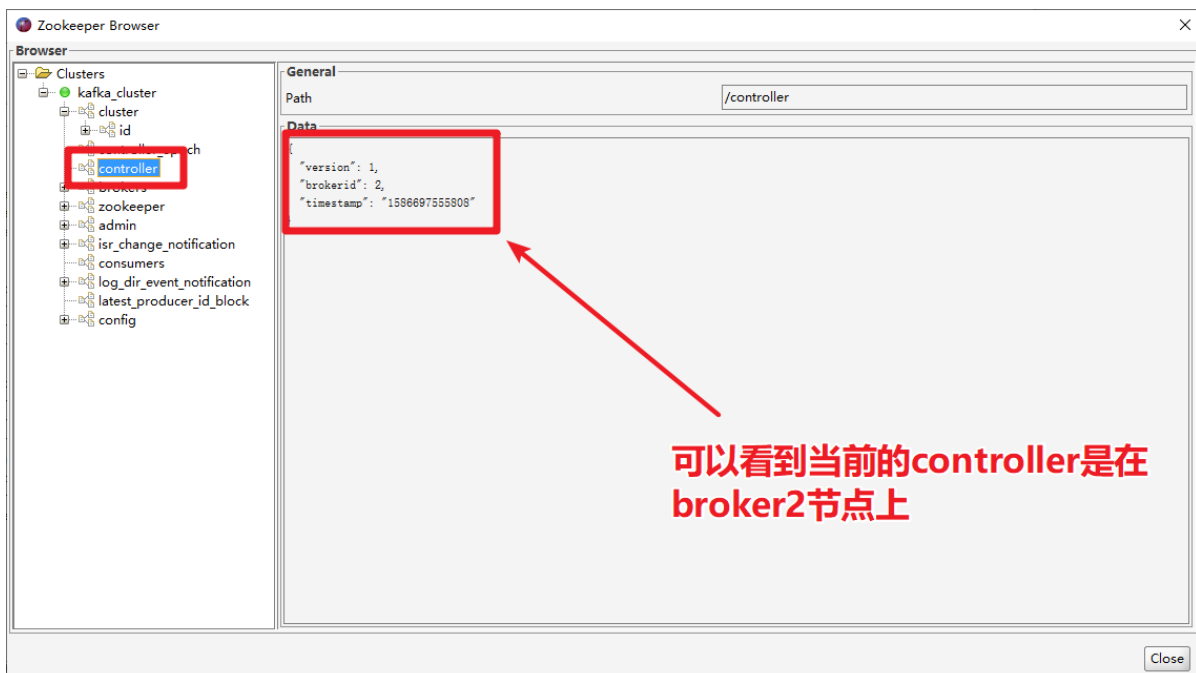 Zookeeper Browser
Browser
Clusters
kafka_cluster
cluster
id
controller_epoch
controller
brokers
zookeeper
admin
isr_change_notification
consumers
log_dir_event_notification
latest_producer_id_block
config
General
Path
/controller
Data
{
"version": 1,
"brokerid": 2,
"timestamp": "1586697555808"
可以看到当前的controller是在
broker2节点上
Close